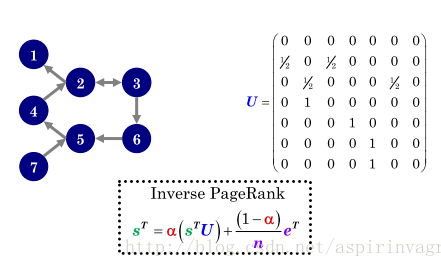 1
2
3
4
5
6
7
U =
0 0 0 0 0 0 0
½ 0 ½ 0 0 0 0
0 ½ 0 0 0 ½ 0
0 1 0 0 0 0 0
0 0 0 1 0 0 0
0 0 0 0 1 0 0
0 0 0 0 1 0 0
Inverse PageRank
s^T = α(s^T U) + (1-α)/n e^T
http://blog.csdn.net/aspirinvagr